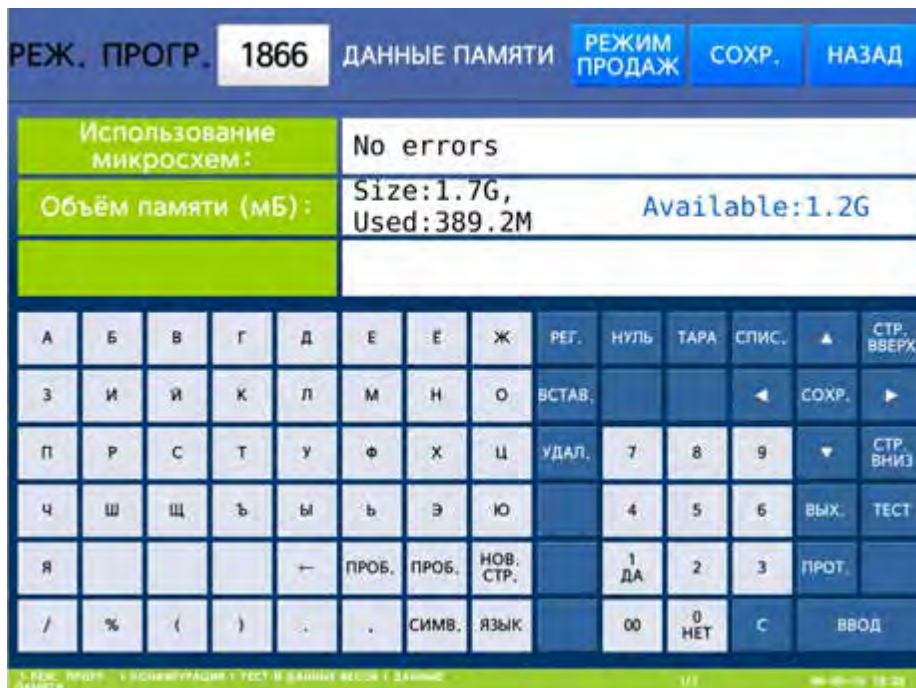 РЕЖ. ПРОГР. 1866 ДАННЫЕ ПАМЯТИ РЕЖИМ ПРОДАЖ СОХР. НАЗАД
Использование
микросхем:
No errors
Объём памяти (мБ):
Size:1.7G,
Used:389.2M
Available:1.2G
А Б В Г Д Е Ё Ж РЕГ. НУЛЬ ТАРА СПИС. ▲ СТР. ВВЕРХ
З И Й К Л М Н О ВСТАВ. ◀ СОХР. ▶
П Р С Т У Ф Х Ц УДАЛ. 7 8 9 ▼ СТР. ВНИЗ
Ч Ш Щ Ъ Ы Ь Э Ю 4 5 6 ВЫХ. ТЕСТ
Я ← ПРОБ. ПРОБ. НОВ. СТР. 1 ДА 2 3 ПРОТ.
/ % ( ) . , СИМВ. ЯЗЫК 00 0 НЕТ C ВВОД